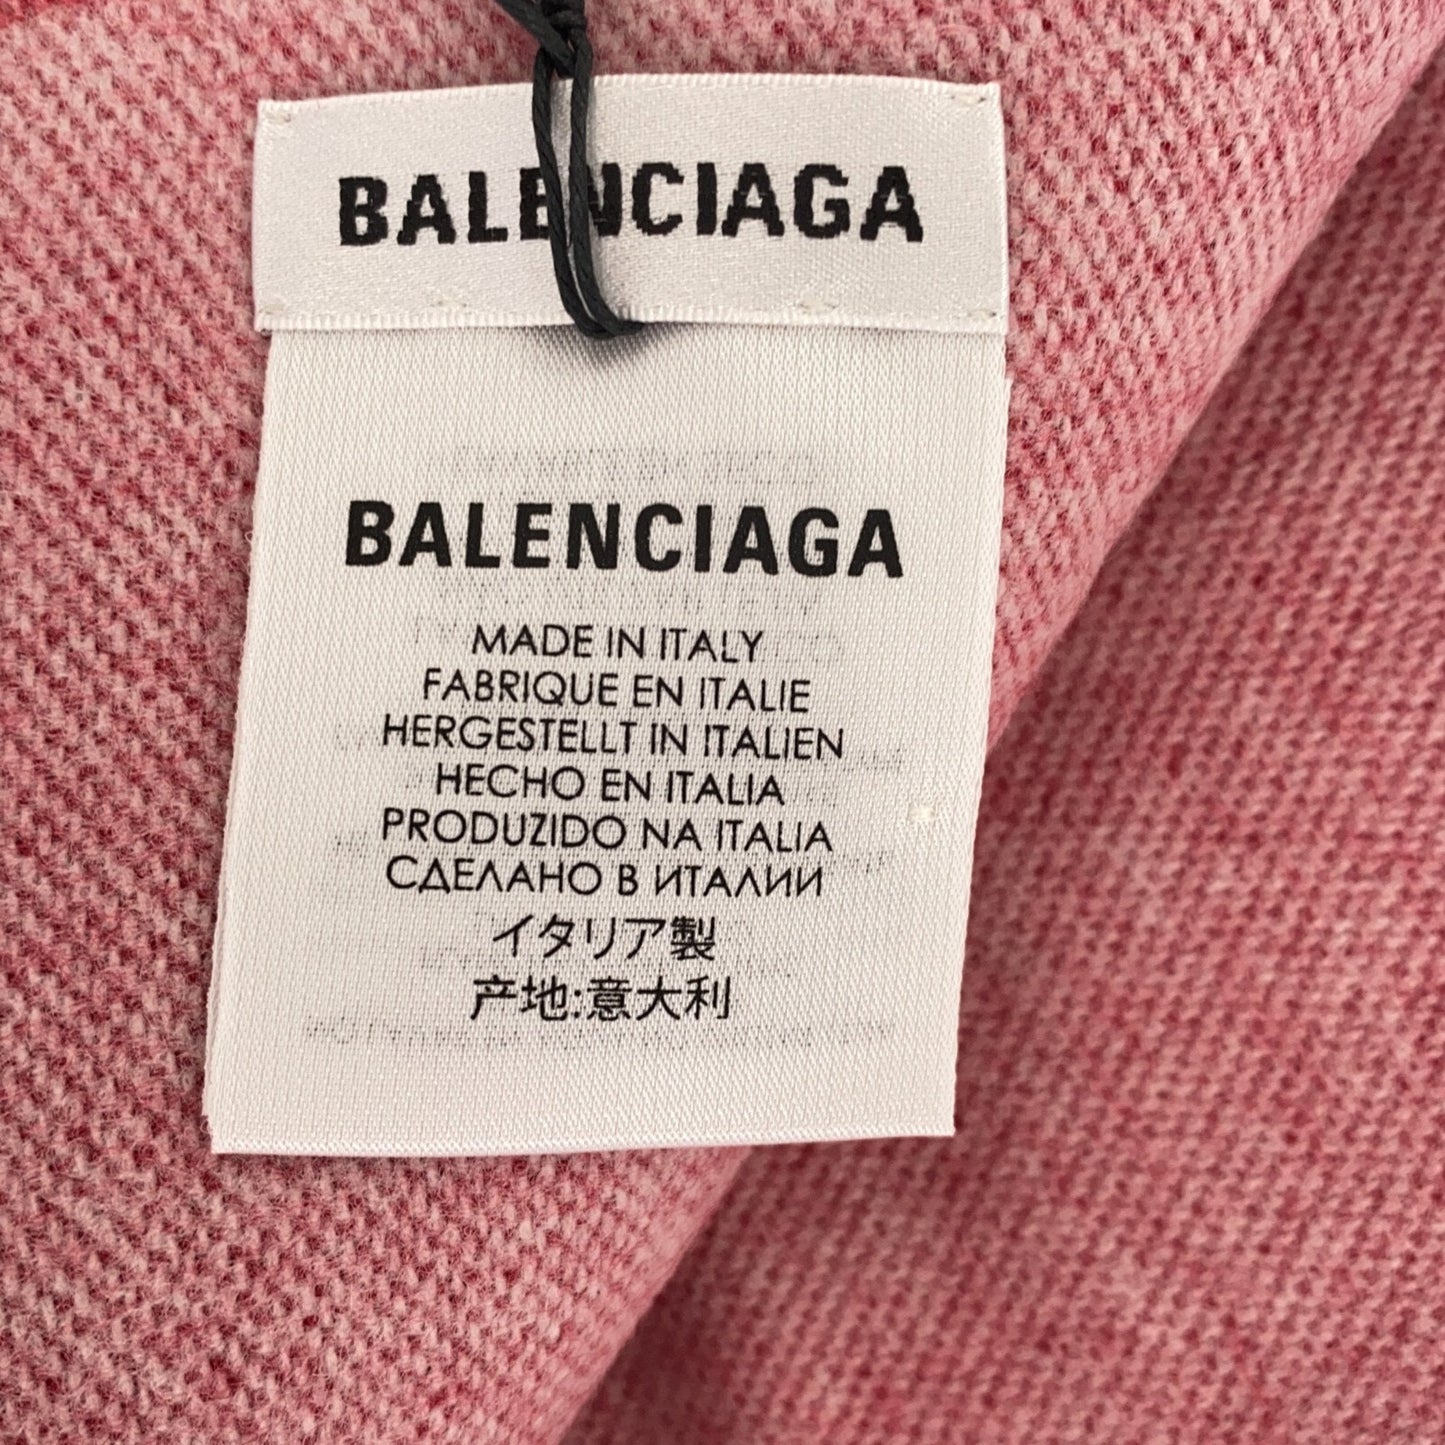 BALENCIAGA
BALENCIAGA
MADE IN ITALY
FABRIQUE EN ITALIE
HERGESTELLT IN ITALIEN
HECHO EN ITALIA
PRODUZIDO NA ITALIA
СДЕЛАНО В ИТАЛИИ
イタリア製
产地:意大利